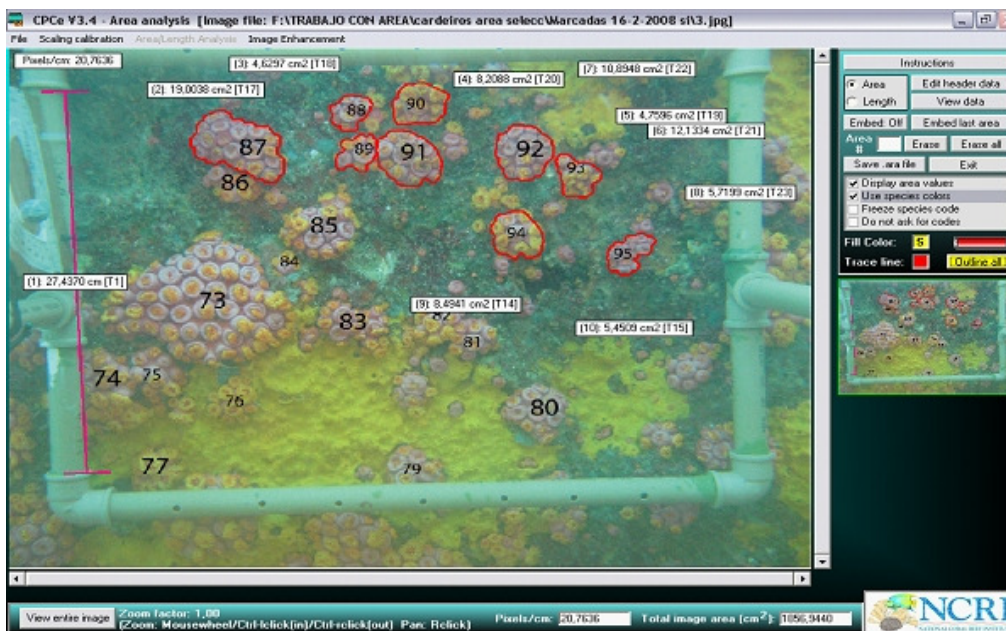 CPCe V3.4 - Area analysis [Image file: F:\TRABAJO CON AREA\cardeiros area selecc\Marcadas 16-2-2008 si\3.jpg]
File Scaling calibration Area/Length Analysis Image Enhancement
Pixels/cm: 20,7636
(3): 4,6297 cm2 [T18]
(7): 10,8948 cm2 [T22]
(4): 8,2088 cm2 [T20]
(2): 19,0038 cm2 [T17]
(5): 4,7596 cm2 [T19]
(6): 12,1334 cm2 [T21]
88
90
87
89
91
92
93
86
(8): 5,7199 cm2 [T23]
85
94
84
95
(1): 27,4370 cm [T1]
73
83
(9): 8,4941 cm2 [T14]
82
81
(10): 5,4509 cm2 [T15]
74
75
76
80
77
79
Instructions
Area
Length
Edit header data
View data
Embed: Off
Embed last area
Area #
Erase
Erase all
Save .ara file
Exit
Display area values
Use species colors
Freeze species code
Do not ask for codes
Fill Color: S
Trace line:
Outline all
View entire image
Zoom factor: 1,00
(Zoom: Mousewheel/Ctrl-lclick(in)/Ctrl-rclick(out) Pan: Rclick)
Pixels/cm: 20,7636
Total image area (cm²): 1056,9440
NCRI